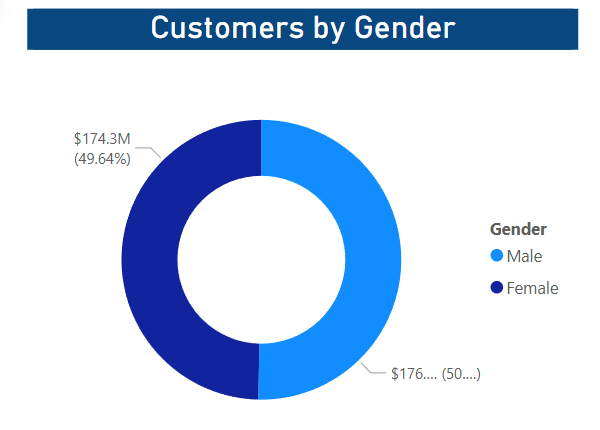 Customers by Gender
$174.3M
(49.64%)
Gender
Male
Female
$176.... (50....)